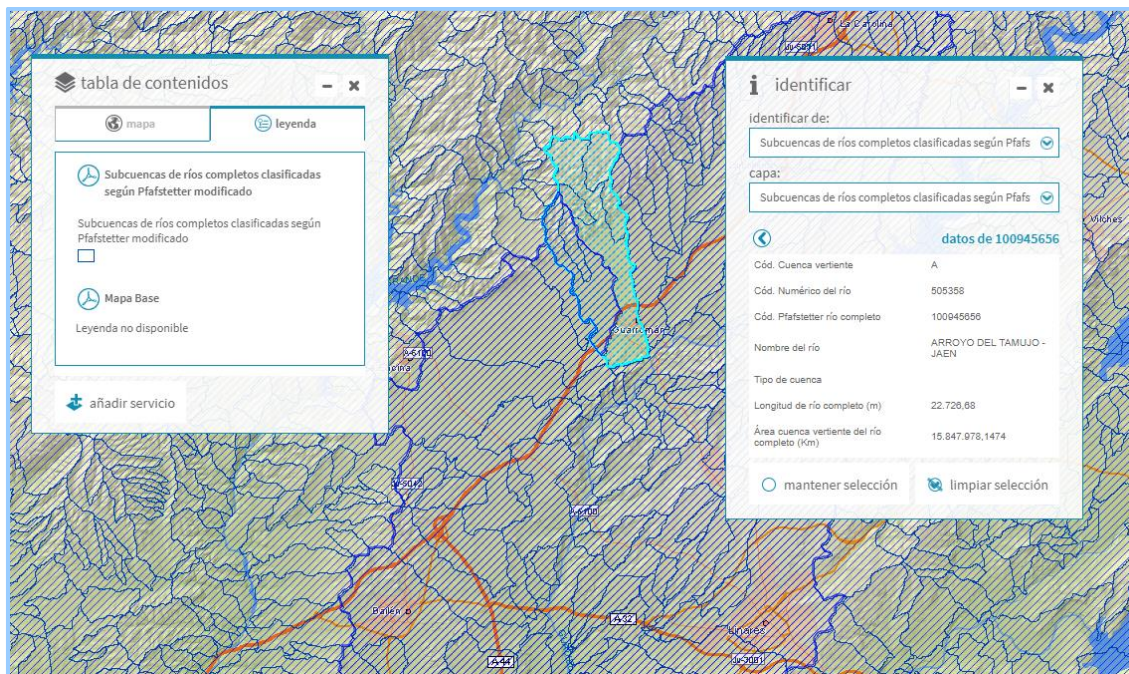 La Carolina
tabla de contenidos
mapa
leyenda
Subcuencas de ríos completos clasificadas
según Pfafstetter modificado
Subcuencas de ríos completos clasificadas según
Pfafstetter modificado
Mapa Base
Leyenda no disponible
añadir servicio
identificar
identificar de:
Subcuencas de ríos completos clasificadas según Pfafs
capa:
Subcuencas de ríos completos clasificadas según Pfafs
datos de 100945656
Cód. Cuenca vertiente A
Cód. Numérico del río 505358
Cód. Pfafstetter río completo 100945656
Nombre del río ARROYO DEL TAMUJO -
JAEN
Tipo de cuenca
Longitud de río completo (m) 22.726,68
Área cuenca vertiente del río
completo (Km) 15.847.978,1474
mantener selección
limpiar selección
Vilches
Guarromán
A-6100
Jv-5042
A-6100
Bailén
A-32
Linares
A-44